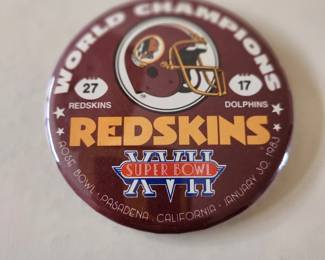 WORLD CHAMPIONS
27 17
REDSKINS DOLPHINS
REDSKINS
XVII
SUPER BOWL
ROSE BOWL · PASADENA, CALIFORNIA · JANUARY 30, 1983